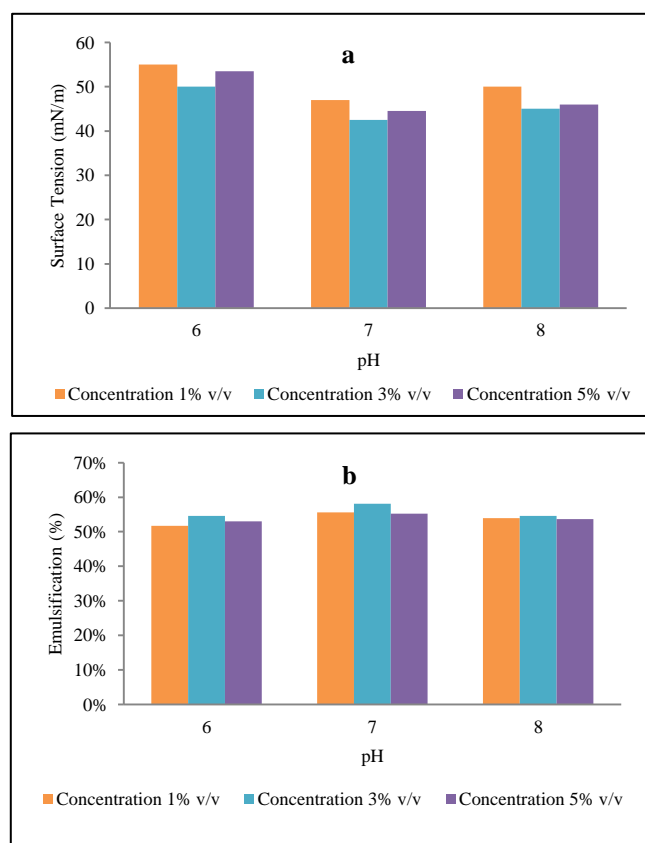 a
Surface Tension (mN/m)
60
50
40
30
20
10
0
6 7 8
pH
Concentration 1% v/v Concentration 3% v/v Concentration 5% v/v
b
Emulsification (%)
70%
60%
50%
40%
30%
20%
10%
0%
6 7 8
pH
Concentration 1% v/v Concentration 3% v/v Concentration 5% v/v